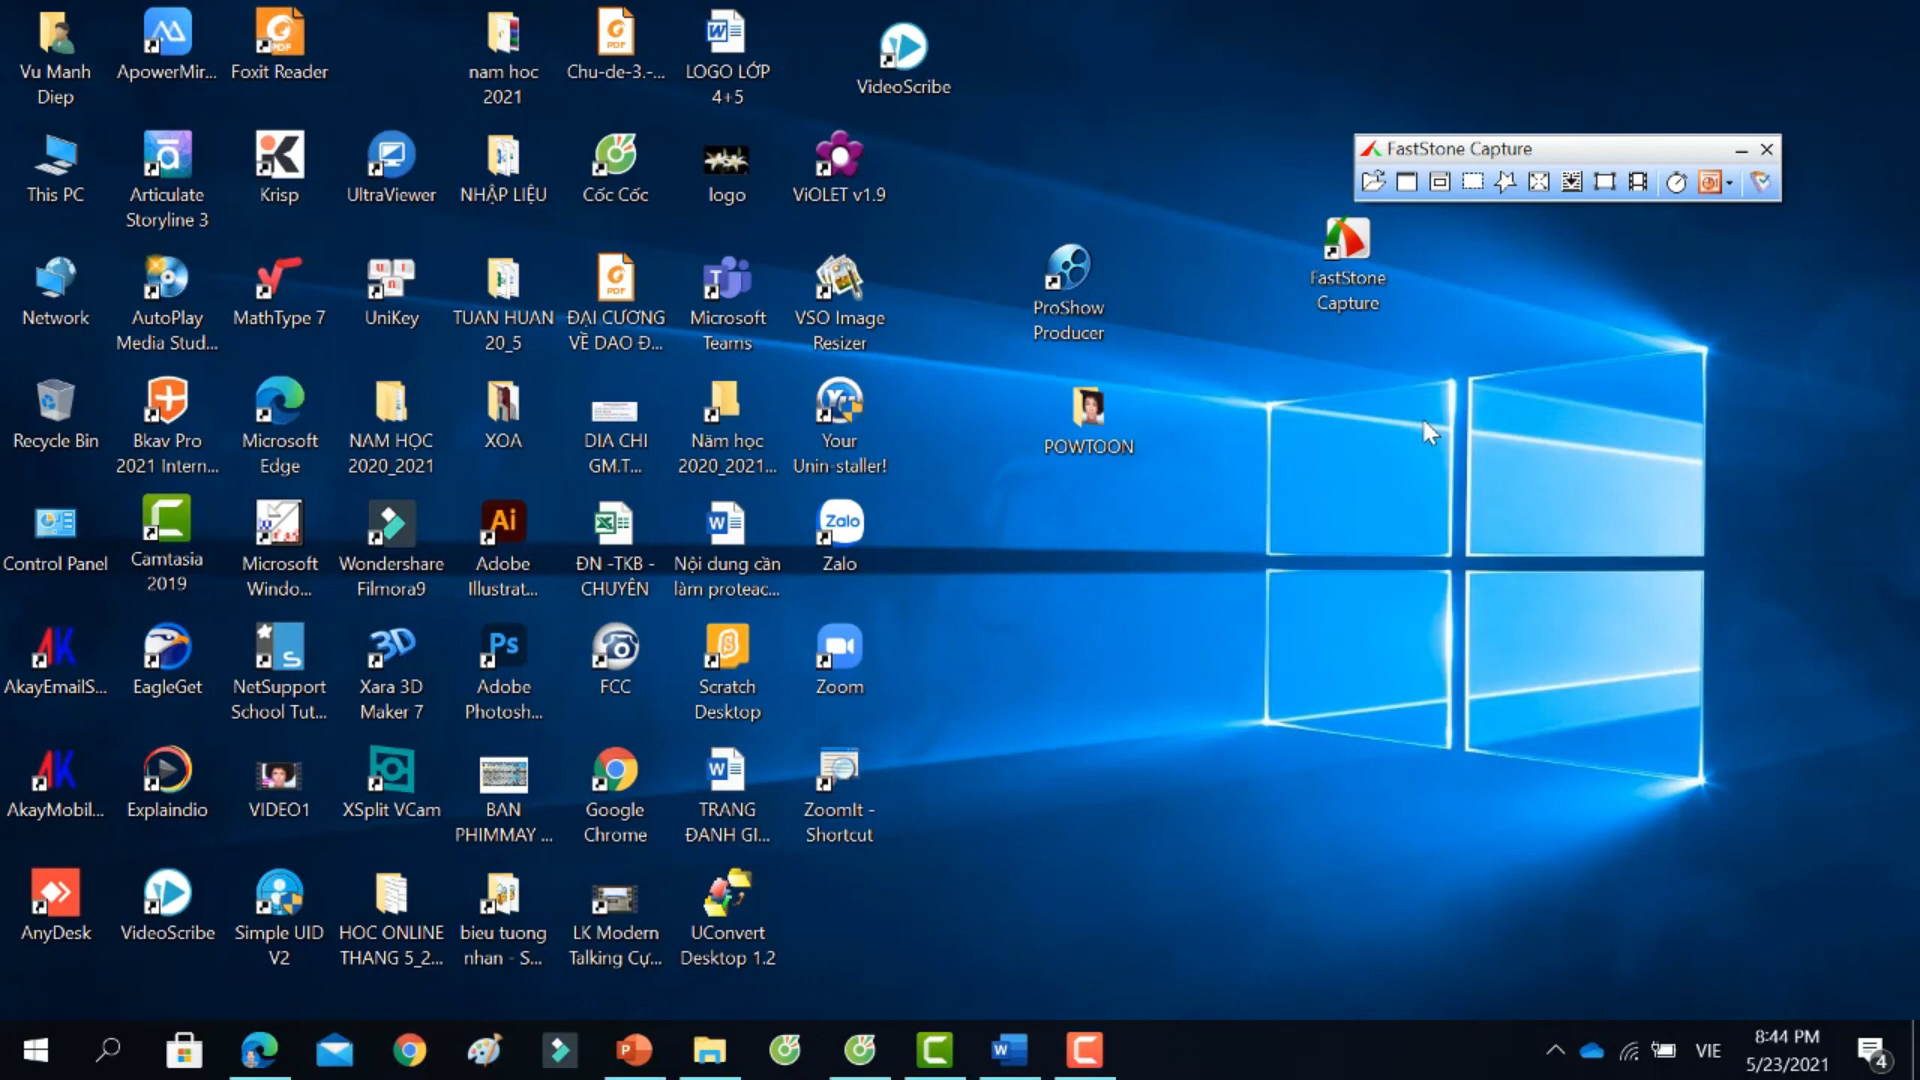 Vu Manh
Diep
ApowerMir...
Foxit Reader
nam hoc
2021
Chu-de-3.-...
LOGO LỚP
4+5
VideoScribe
This PC
Articulate
Storyline 3
Krisp
UltraViewer
NHẬP LIỆU
Cốc Cốc
logo
ViOLET v1.9
FastStone Capture
FastStone
Capture
Network
AutoPlay
Media Stud...
MathType 7
UniKey
TUAN HUAN
20_5
ĐẠI CƯƠNG
VỀ DAO Đ...
Microsoft
Teams
VSO Image
Resizer
ProShow
Producer
Recycle Bin
Bkav Pro
2021 Intern...
Microsoft
Edge
NAM HỌC
2020_2021
XOA
DIA CHI
GM.T...
Năm học
2020_2021...
Your
Unin-staller!
POWTOON
Control Panel
Camtasia
2019
Microsoft
Windo...
Wondershare
Filmora9
Adobe
Illustrat...
ĐN -TKB -
CHUYÊN
Nội dung cần
làm proteac...
Zalo
AkayEmailS...
EagleGet
NetSupport
School Tut...
Xara 3D
Maker 7
Adobe
Photosh...
FCC
Scratch
Desktop
Zoom
AkayMobil...
Explaindio
VIDEO1
XSplit VCam
BAN
PHIMMAY ...
Google
Chrome
TRANG
ĐANH GI...
ZoomIt -
Shortcut
AnyDesk
VideoScribe
Simple UID
V2
HOC ONLINE
THANG 5_2...
bieu tuong
nhan - S...
LK Modern
Talking Cự...
UConvert
Desktop 1.2
VIE
8:44 PM
5/23/2021
4